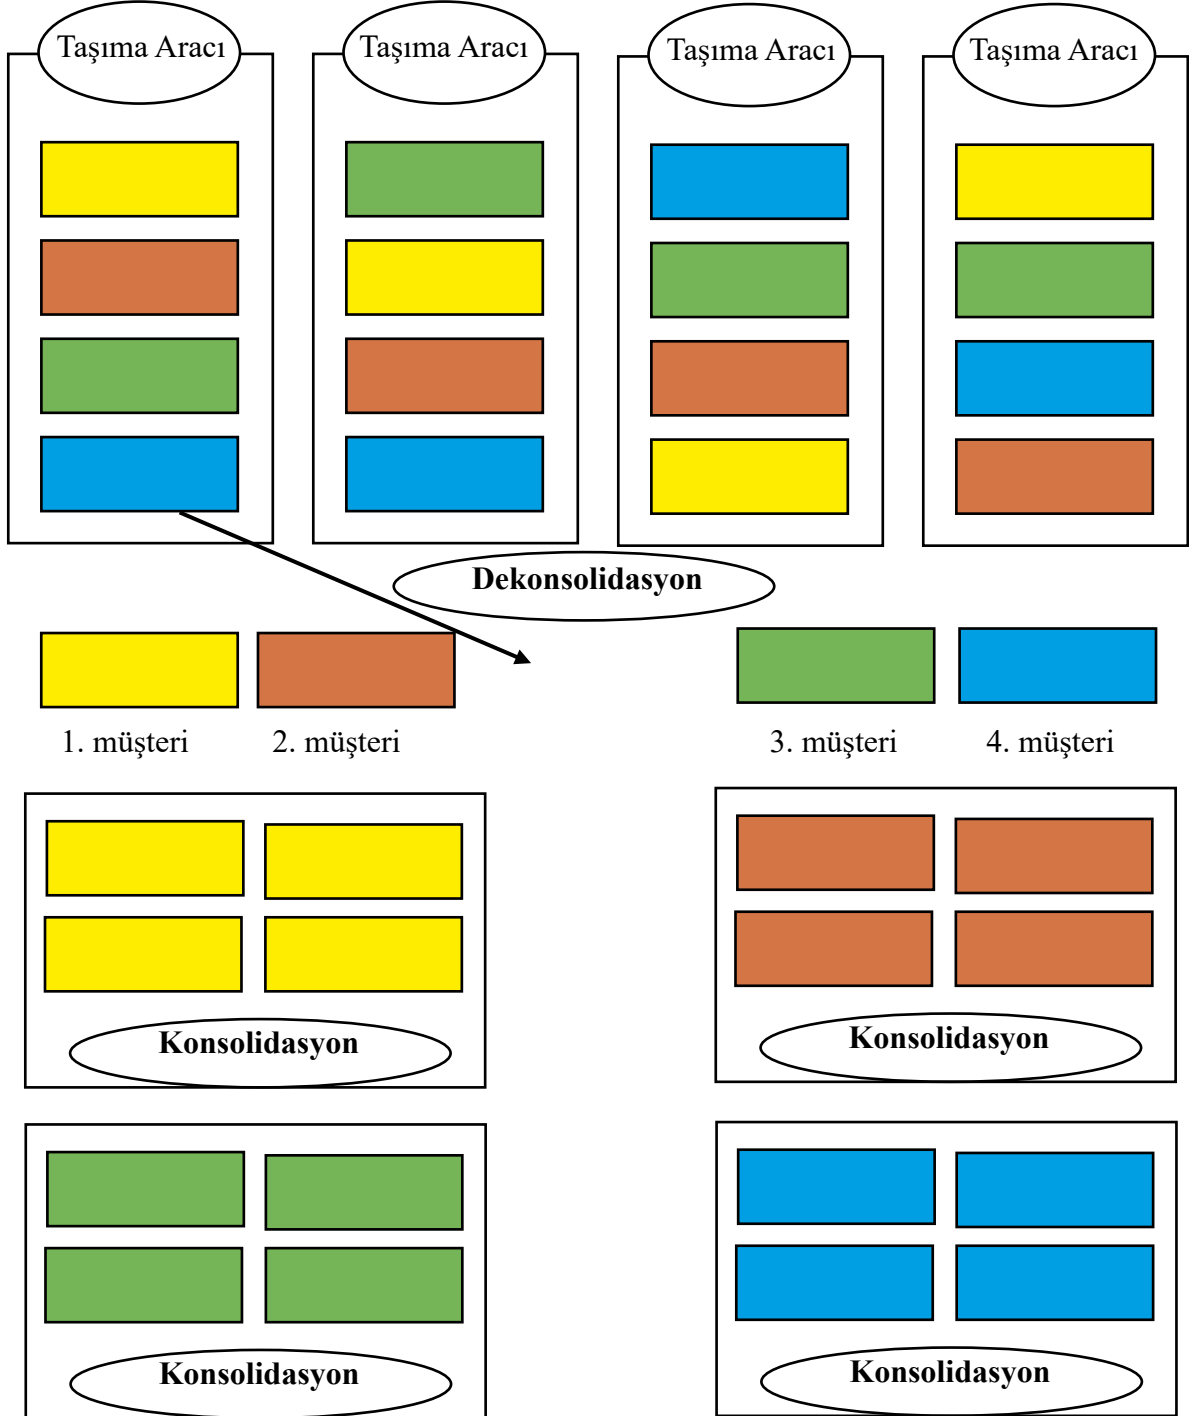 Taşıma Aracı
Taşıma Aracı
Taşıma Aracı
Taşıma Aracı
Dekonsolidasyon
1. müşteri
2. müşteri
3. müşteri
4. müşteri
Konsolidasyon
Konsolidasyon
Konsolidasyon
Konsolidasyon